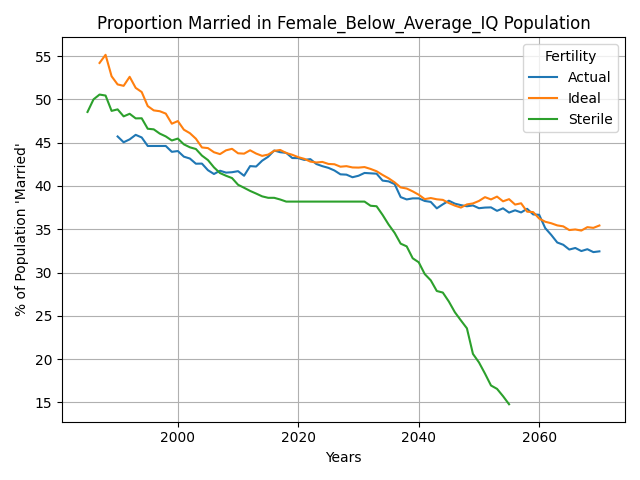 Proportion Married in Female_Below_Average_IQ Population
% of Population 'Married'
55
50
45
40
35
30
25
20
15
Fertility
Actual
Ideal
Sterile
2000
2020
2040
2060
Years